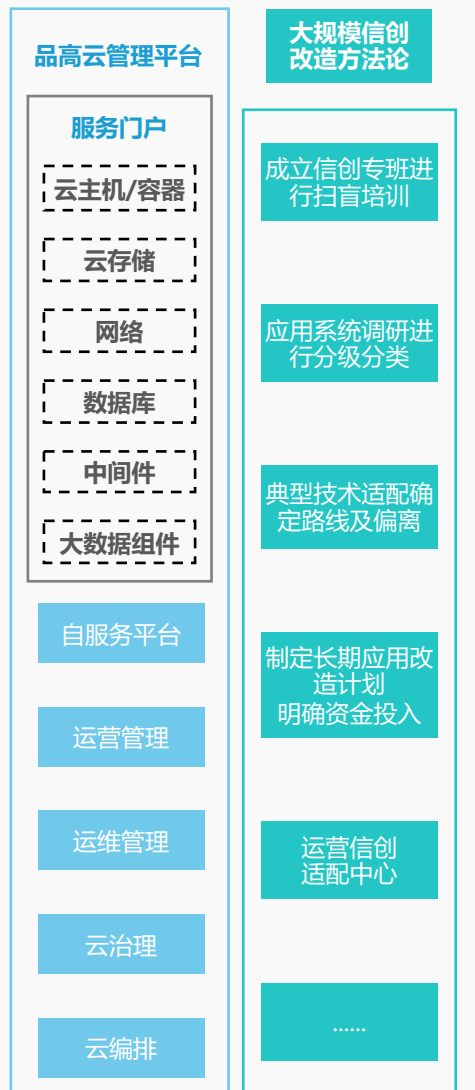 品高云管理平台
服务门户
云主机/容器
云存储
网络
数据库
中间件
大数据组件
自服务平台
运营管理
运维管理
云治理
云编排
大规模信创
改造方法论
成立信创专班进
行扫盲培训
应用系统调研进
行分级分类
典型技术适配确
定路线及偏离
制定长期应用改
造计划
明确资金投入
运营信创
适配中心
......